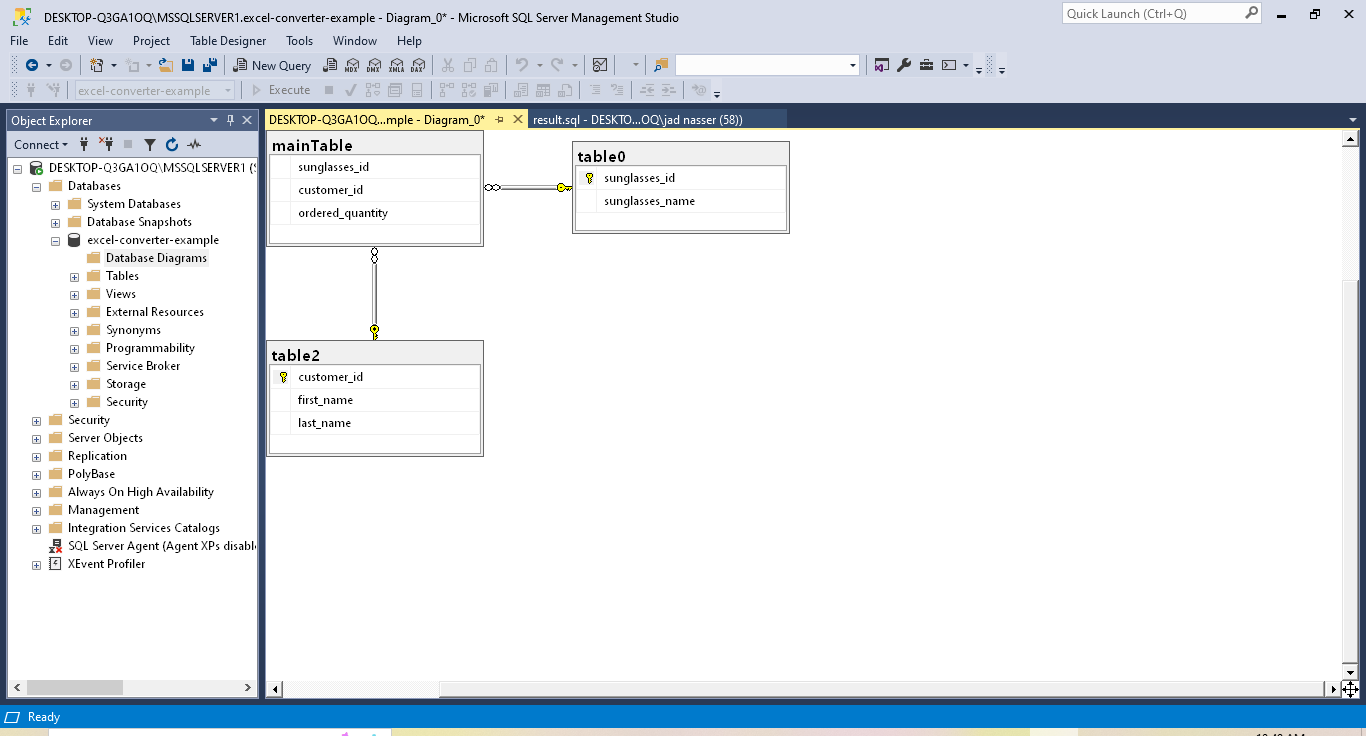 DESKTOP-Q3GA1OQ\MSSQLSERVER1.excel-converter-example - Diagram_0* - Microsoft SQL Server Management Studio
Quick Launch (Ctrl+Q)
File Edit View Project Table Designer Tools Window Help
New Query MDX DMX XMLA DAX
excel-converter-example Execute
Object Explorer
DESKTOP-Q3GA1OQ...mple - Diagram_0* result.sql - DESKTO...OQ\jad nasser (58))
Connect
DESKTOP-Q3GA1OQ\MSSQLSERVER1 (S
Databases
System Databases
Database Snapshots
excel-converter-example
Database Diagrams
Tables
Views
External Resources
Synonyms
Programmability
Service Broker
Storage
Security
Security
Server Objects
Replication
PolyBase
Always On High Availability
Management
Integration Services Catalogs
SQL Server Agent (Agent XPs disabl
XEvent Profiler
mainTable
sunglasses_id
customer_id
ordered_quantity
table0
sunglasses_id
sunglasses_name
table2
customer_id
first_name
last_name
Ready